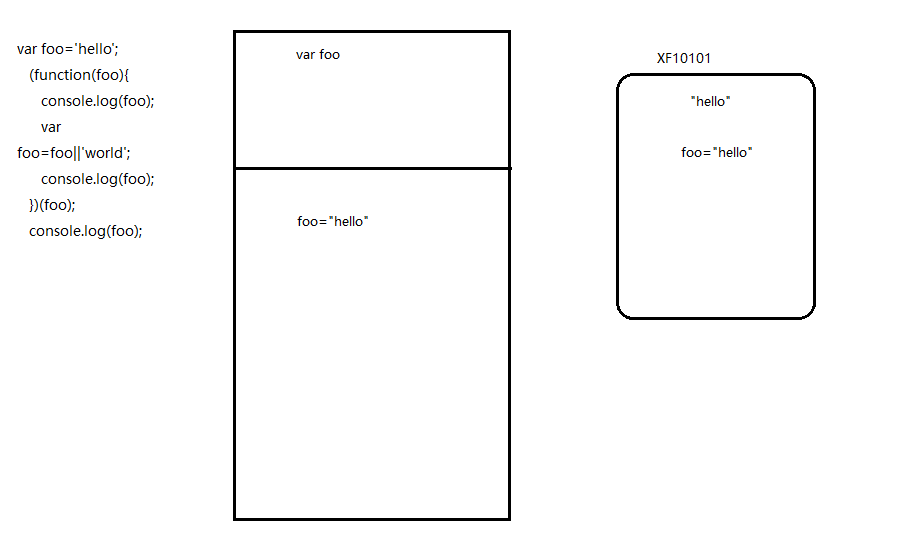 var foo='hello';
(function(foo){
console.log(foo);
var
foo=foo||'world';
console.log(foo);
})(foo);
console.log(foo);
var foo
foo="hello"
XF10101
"hello"
foo="hello"